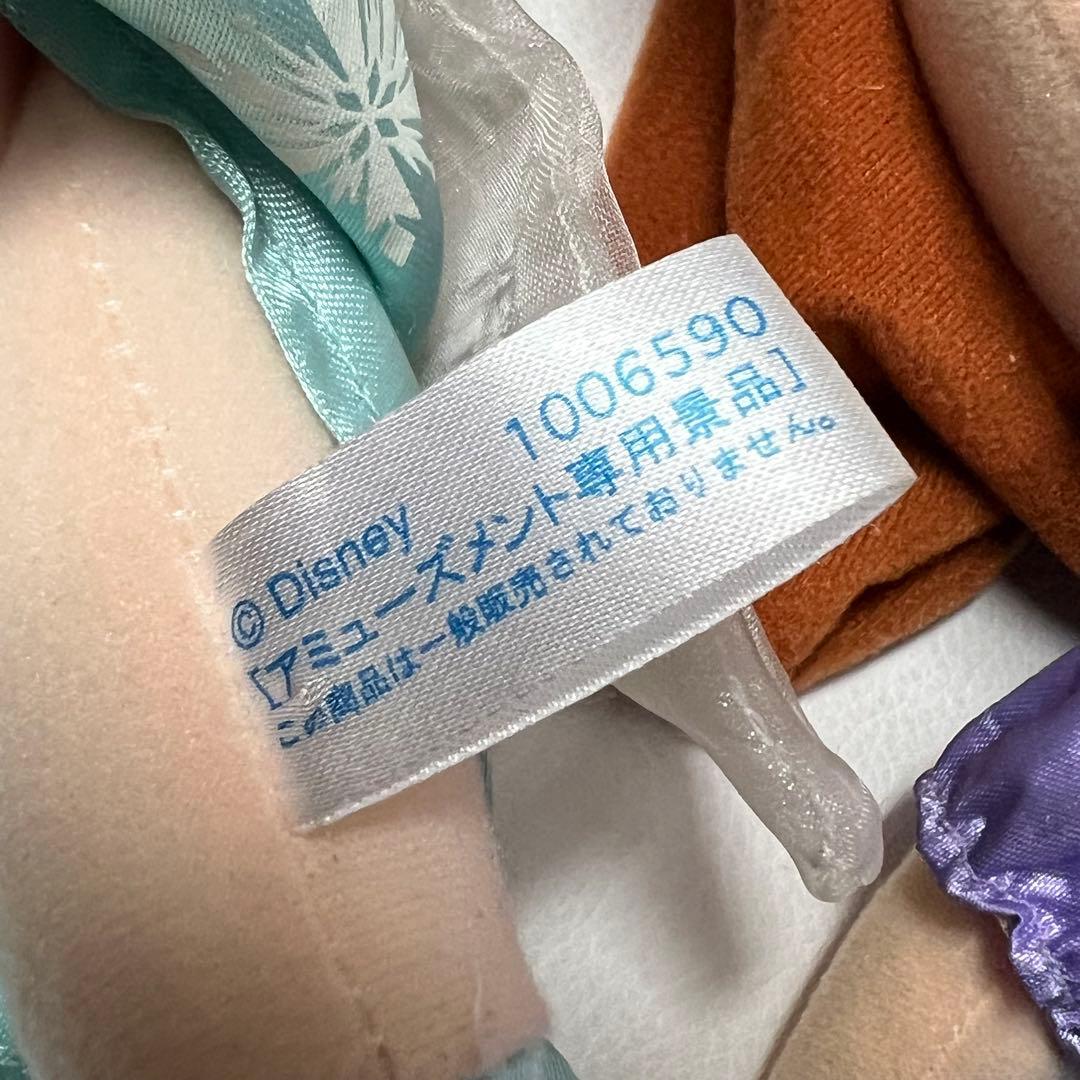 © Disney 1006590
[アミューズメント専用景品]
この商品は一般販売されておりません。